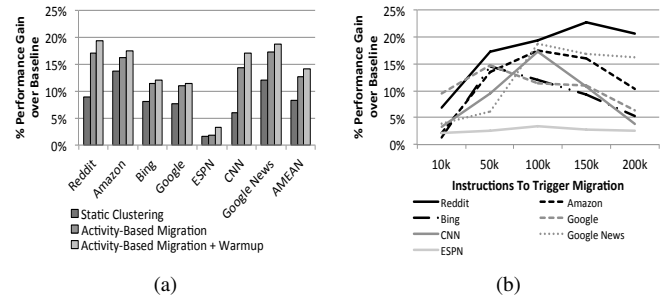 25%
20%
15%
10%
5%
0%
% Performance Gain
over Baseline
Reddit
Amazon
Bing
Google
ESPN
CNN
Google News
AMEAN
Static Clustering
Activity-Based Migration
Activity-Based Migration + Warmup
(a)
25%
20%
15%
10%
5%
0%
% Performance Gain
over Baseline
10k 50k 100k 150k 200k
Instructions To Trigger Migration
Reddit Amazon
Bing Google
CNN Google News
ESPN
(b)